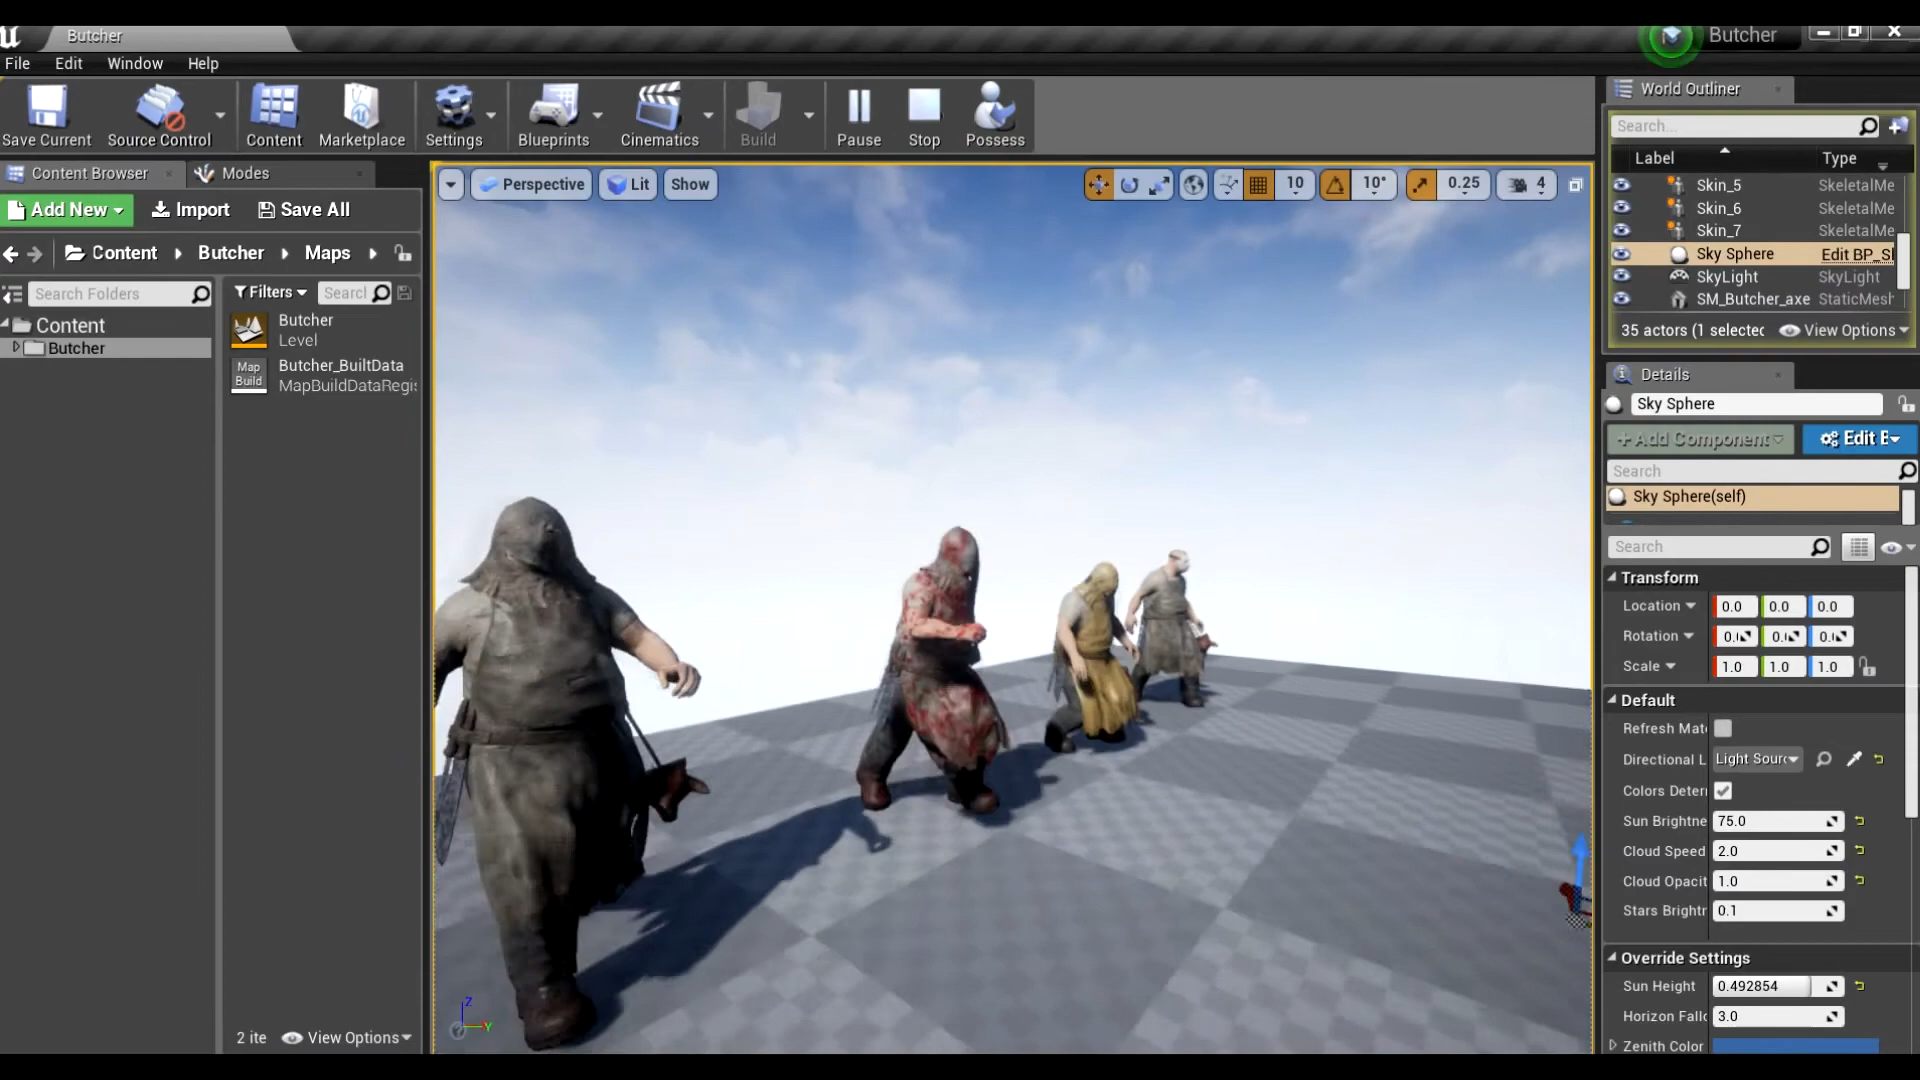 Butcher
Butcher
File Edit Window Help
Save Current Source Control Content Marketplace Settings Blueprints Cinematics Build Pause Stop Possess
Content Browser Modes
Add New Import Save All
Content Butcher Maps
Search Folders
Content
Butcher
Filters Searcl
Butcher
Level
Map Build
Butcher_BuiltData
MapBuildDataRegi
2 ite View Options
Perspective Lit Show 10 10° 0.25 4
Z
Y
World Outliner
Search...
Label Type
Skin_5 SkeletalMe
Skin_6 SkeletalMe
Skin_7 SkeletalMe
Sky Sphere Edit BP_Sl
SkyLight SkyLight
SM_Butcher_axe StaticMesh
35 actors (1 selectec View Options
Details
Sky Sphere
+Add Component Edit B
Search
Sky Sphere(self)
Search
Transform
Location 0.0 0.0 0.0
Rotation 0.( 0.( 0.(
Scale 1.0 1.0 1.0
Default
Refresh Mate
Directional L Light Sourc
Colors Deterr
Sun Brightne 75.0
Cloud Speed 2.0
Cloud Opacit 1.0
Stars Brightr 0.1
Override Settings
Sun Height 0.492854
Horizon Fallc 3.0
Zenith Color